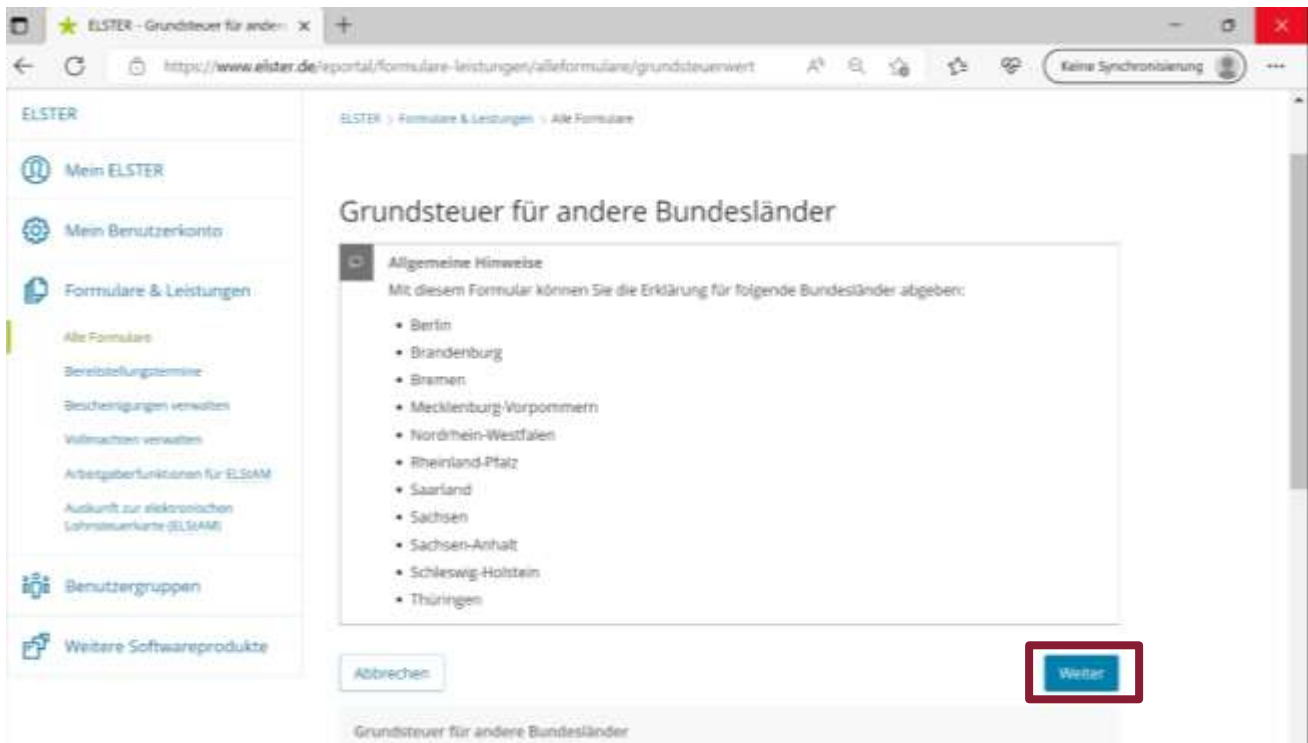 ELSTER - Grundsteuer für ander
https://www.elster.de/eportal/formulare-leistungen/alleformulare/grundsteuerwert
Keine Synchronisierung
ELSTER
Mein ELSTER
Mein Benutzerkonto
Formulare & Leistungen
Alle Formulare
Bereitstellungstermine
Bescheinigungen verwalten
Vollmachten verwalten
Arbeitgeberfunktionen für ELStAM
Auskunft zur elektronischen
Lohnsteuerkarte (ELStAM)
Benutzergruppen
Weitere Softwareprodukte
ELSTER > Formulare & Leistungen > Alle Formulare
Grundsteuer für andere Bundesländer
Allgemeine Hinweise
Mit diesem Formular können Sie die Erklärung für folgende Bundesländer abgeben:
• Berlin
• Brandenburg
• Bremen
• Mecklenburg-Vorpommern
• Nordrhein-Westfalen
• Rheinland-Pfalz
• Saarland
• Sachsen
• Sachsen-Anhalt
• Schleswig-Holstein
• Thüringen
Abbrechen
Weiter
Grundsteuer für andere Bundesländer